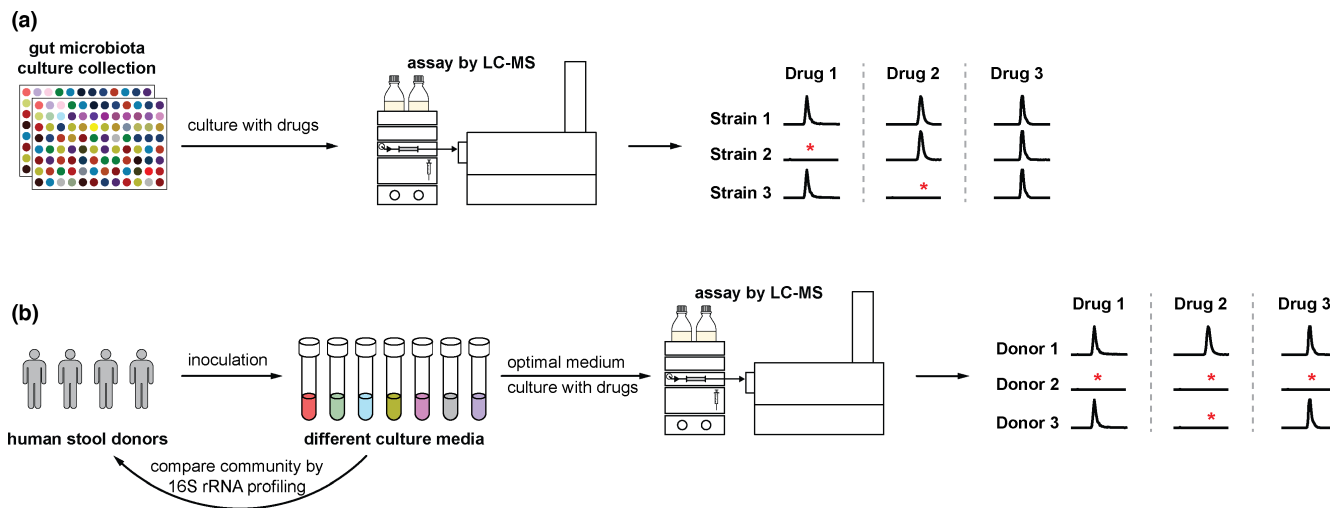 (a)
gut microbiota
culture collection
culture with drugs
assay by LC-MS
Drug 1 Drug 2 Drug 3
Strain 1
Strain 2
*
Strain 3
*
(b)
human stool donors
inoculation
different culture media
compare community by
16S rRNA profiling
optimal medium
culture with drugs
assay by LC-MS
Drug 1 Drug 2 Drug 3
Donor 1
Donor 2
* * *
Donor 3
*